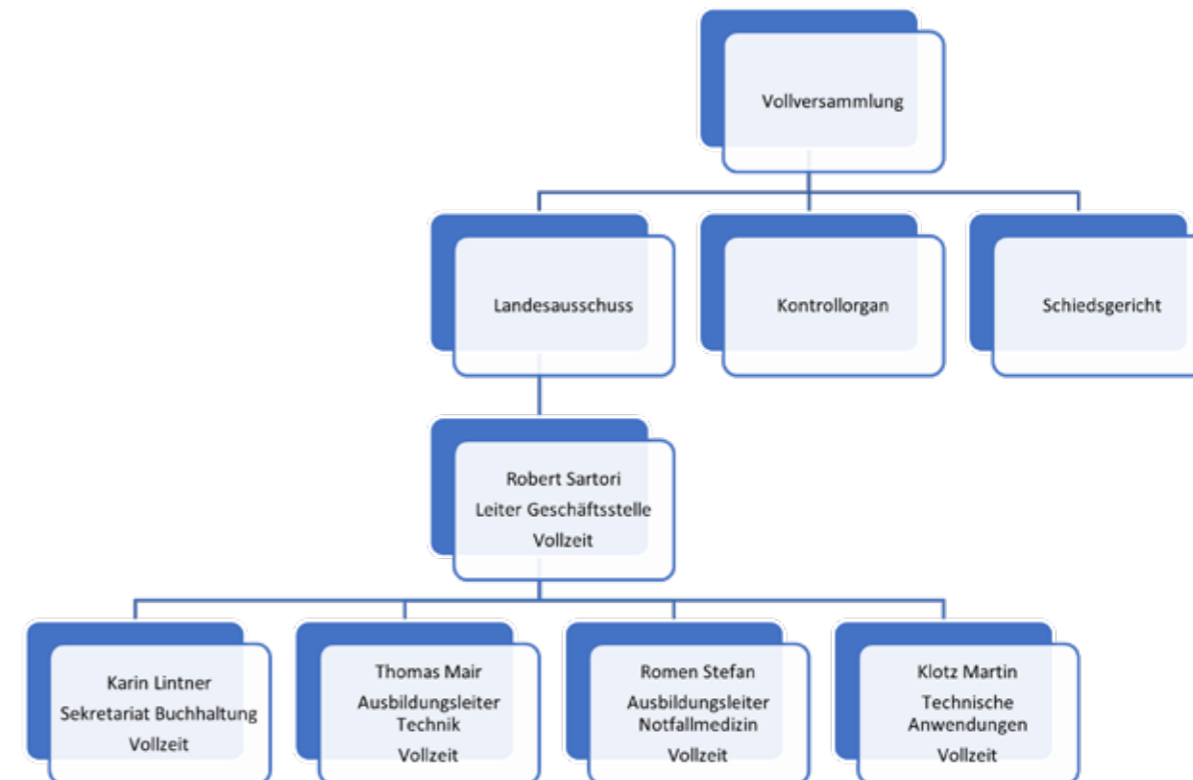 Vollversammlung
Landesausschuss
Kontrollorgan
Schiedsgericht
Robert Sartori
Leiter Geschäftsstelle
Vollzeit
Karin Lintner
Sekretariat Buchhaltung
Vollzeit
Thomas Mair
Ausbildungsleiter
Technik
Vollzeit
Romen Stefan
Ausbildungsleiter
Notfallmedizin
Vollzeit
Klotz Martin
Technische
Anwendungen
Vollzeit